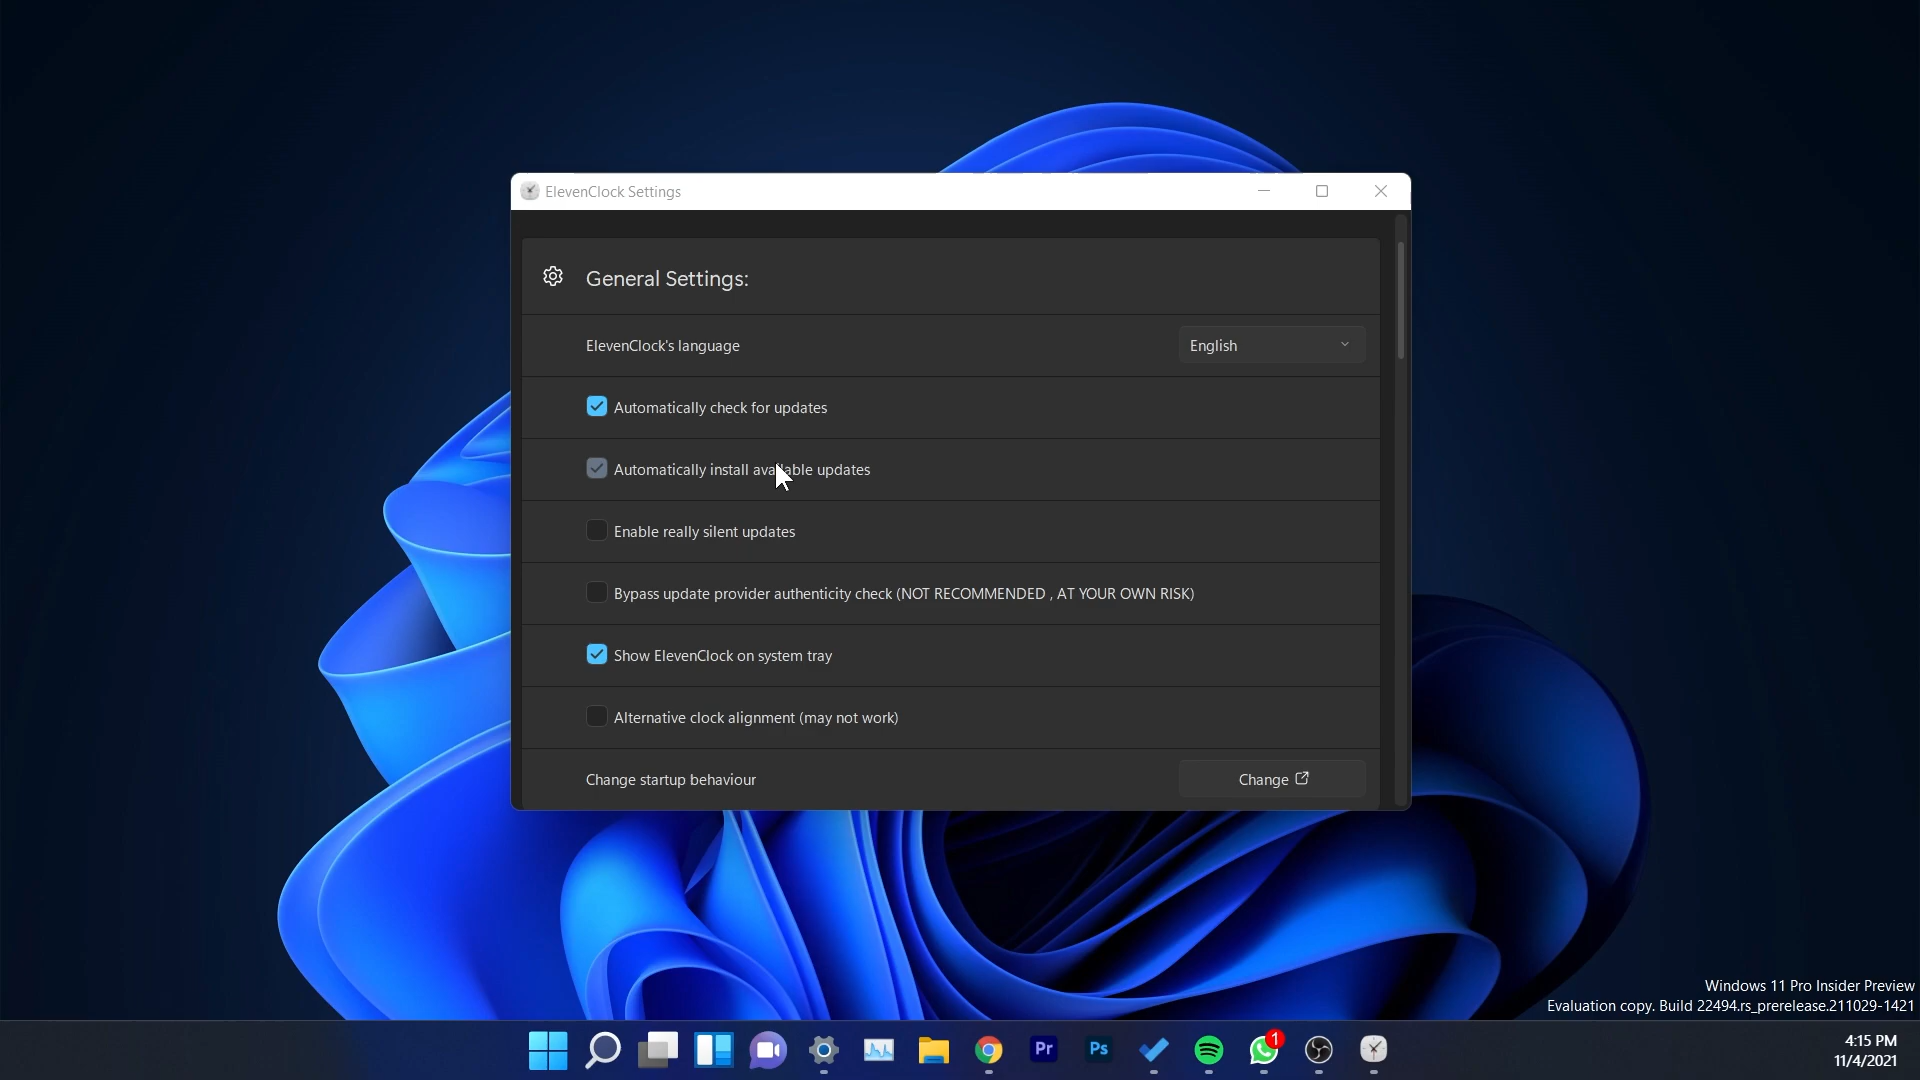 ElevenClock Settings
General Settings:
ElevenClock's language
English
Automatically check for updates
Automatically install available updates
Enable really silent updates
Bypass update provider authenticity check (NOT RECOMMENDED , AT YOUR OWN RISK)
Show ElevenClock on system tray
Alternative clock alignment (may not work)
Change startup behaviour
Change
Windows 11 Pro Insider Preview
Evaluation copy. Build 22494.rs_prerelease.211029-1421
Pr
Ps
1
4:15 PM
11/4/2021